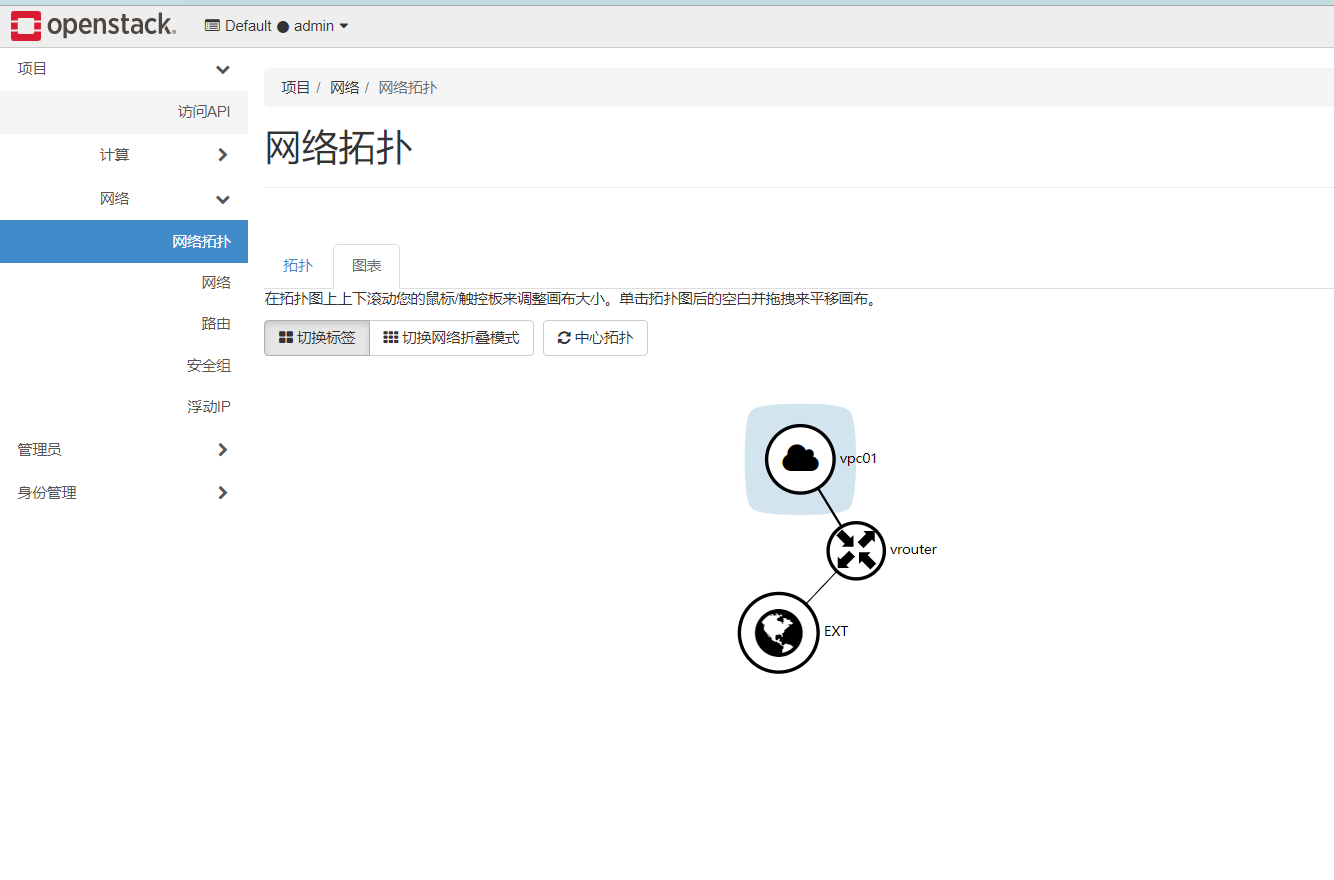 openstack.
Default admin
项目
访问API
计算
网络
网络拓扑
网络
路由
安全组
浮动IP
管理员
身份管理
项目 / 网络 / 网络拓扑
网络拓扑
拓扑 图表
在拓扑图上上下滚动您的鼠标/触控板来调整画布大小。单击拓扑图后的空白并拖拽来平移画布。
切换标签 切换网络折叠模式 中心拓扑
vpc01
vrouter
EXT